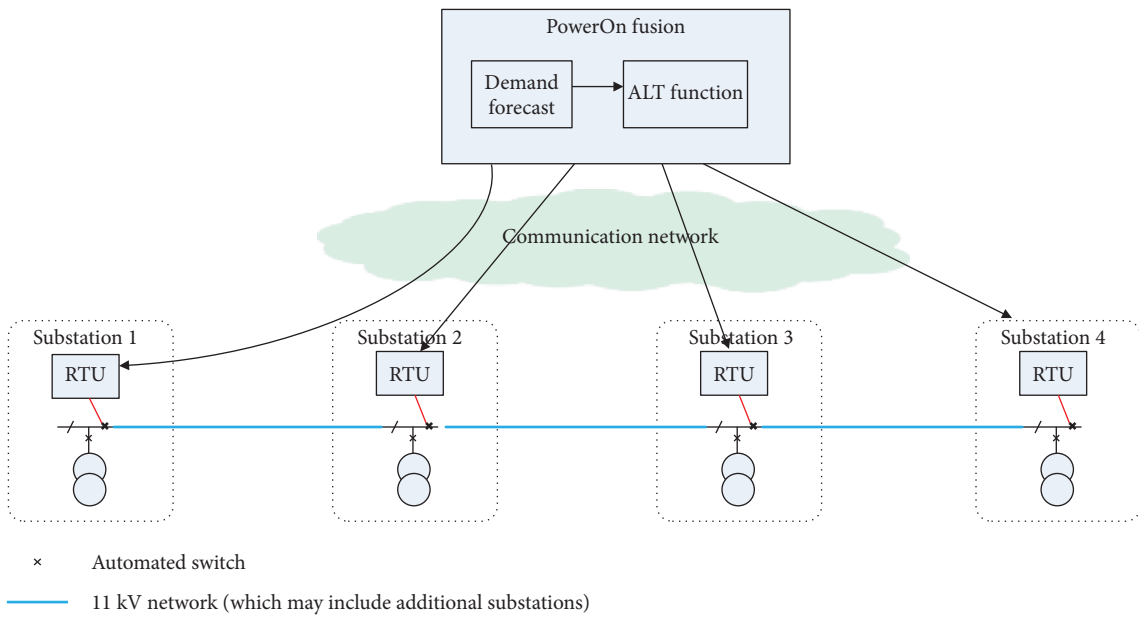 PowerOn fusion
Demand
forecast
ALT function
Communication network
Substation 1
Substation 2
Substation 3
Substation 4
RTU
RTU
RTU
RTU
Automated switch
11 kV network (which may include additional substations)